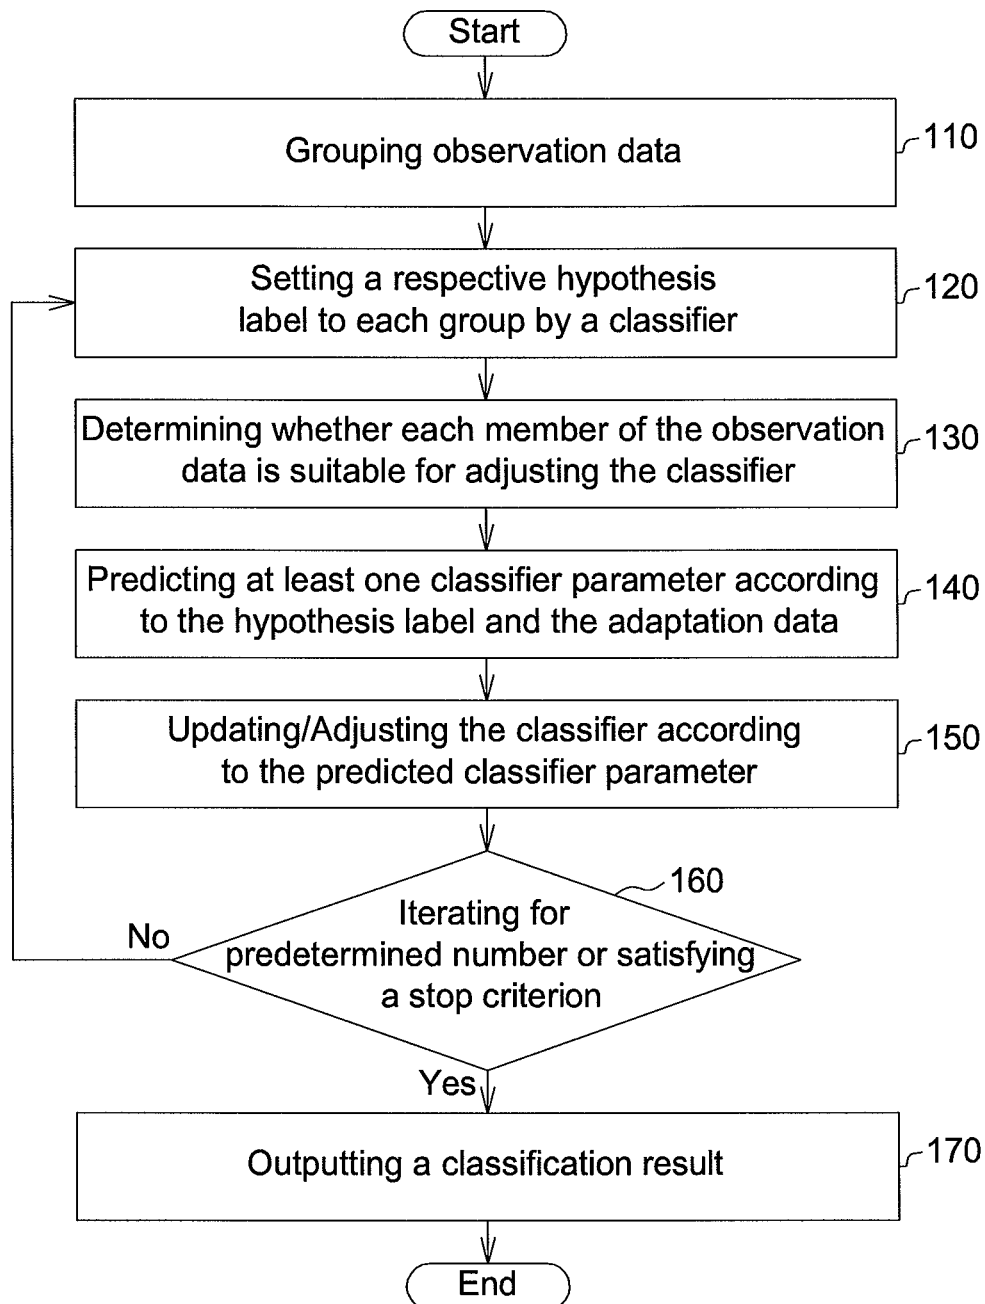 Start
Grouping observation data
110
Setting a respective hypothesis
label to each group by a classifier
120
Determining whether each member of the observation
data is suitable for adjusting the classifier
130
Predicting at least one classifier parameter according
to the hypothesis label and the adaptation data
140
Updating/Adjusting the classifier according
to the predicted classifier parameter
150
160
Iterating for
predetermined number or satisfying
a stop criterion
No
Yes
Outputting a classification result
170
End